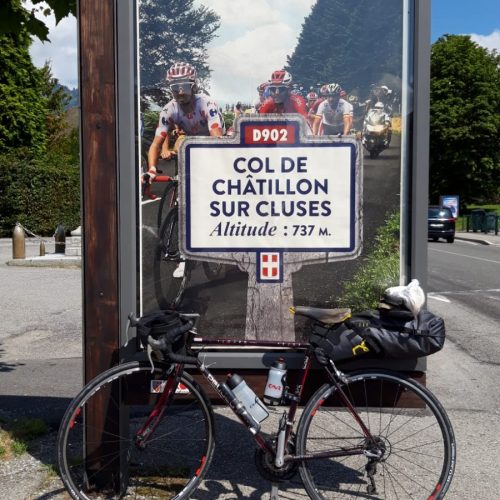 D902
COL DE
CHÂTILLON
SUR CLUSES
Altitude : 737 M.